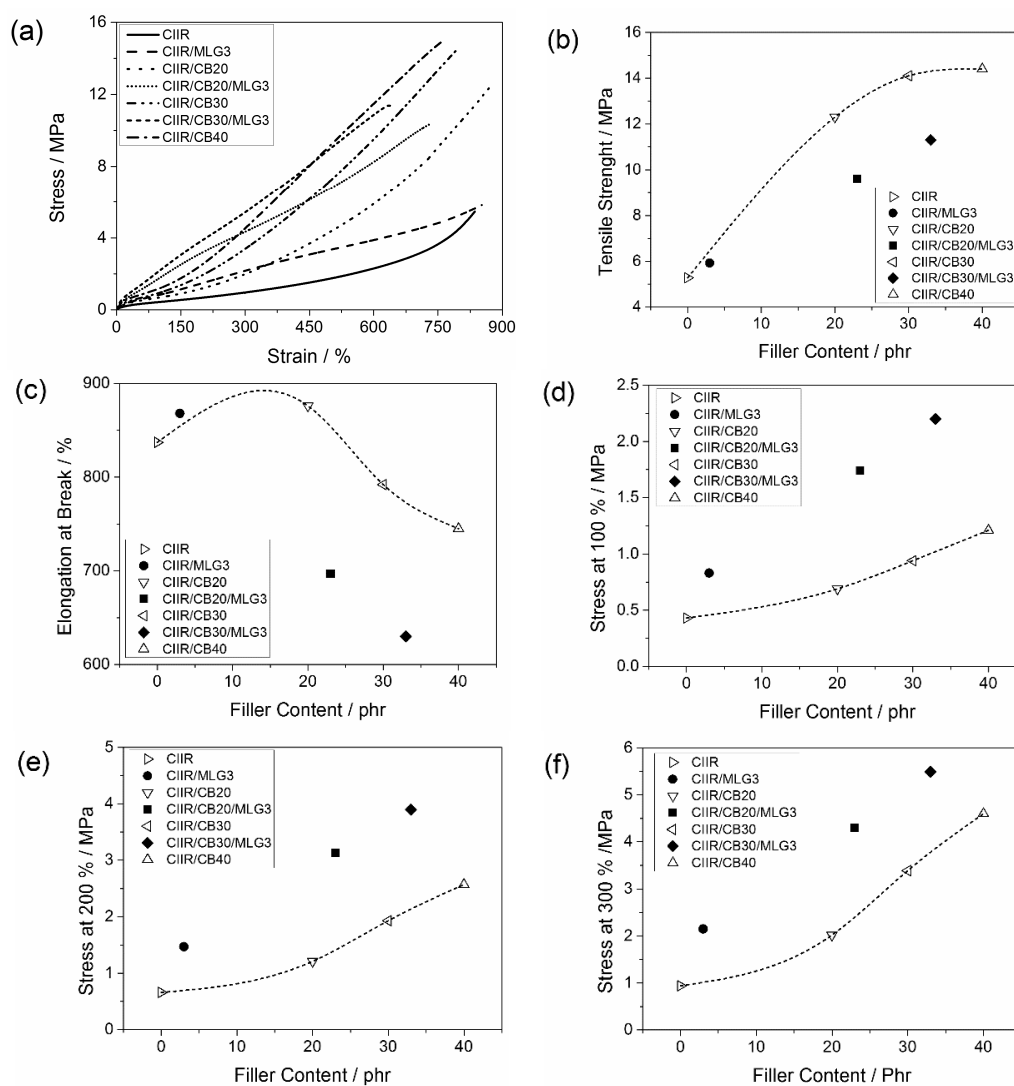 (a)
16
12
8
4
0
Stress / MPa
CIIR
CIIR/MLG3
CIIR/CB20
CIIR/CB20/MLG3
CIIR/CB30
CIIR/CB30/MLG3
CIIR/CB40
0 150 300 450 600 750 900
Strain / %
(b)
16
14
12
10
8
6
4
Tensile Strenght / MPa
CIIR
CIIR/MLG3
CIIR/CB20
CIIR/CB20/MLG3
CIIR/CB30
CIIR/CB30/MLG3
CIIR/CB40
0 10 20 30 40
Filler Content / phr
(c)
900
800
700
600
Elongation at Break / %
CIIR
CIIR/MLG3
CIIR/CB20
CIIR/CB20/MLG3
CIIR/CB30
CIIR/CB30/MLG3
CIIR/CB40
0 10 20 30 40
Filler Content / phr
(d)
2.5
2.0
1.5
1.0
0.5
0.0
Stress at 100 % / MPa
CIIR
CIIR/MLG3
CIIR/CB20
CIIR/CB20/MLG3
CIIR/CB30
CIIR/CB30/MLG3
CIIR/CB40
0 10 20 30 40
Filler Content / phr
(e)
5
4
3
2
1
0
Stress at 200 % / MPa
CIIR
CIIR/MLG3
CIIR/CB20
CIIR/CB20/MLG3
CIIR/CB30
CIIR/CB30/MLG3
CIIR/CB40
0 10 20 30 40
Filler Content / phr
(f)
6
5
4
3
2
1
0
Stress at 300 % /MPa
CIIR
CIIR/MLG3
CIIR/CB20
CIIR/CB20/MLG3
CIIR/CB30
CIIR/CB30/MLG3
CIIR/CB40
0 10 20 30 40
Filler Content / Phr